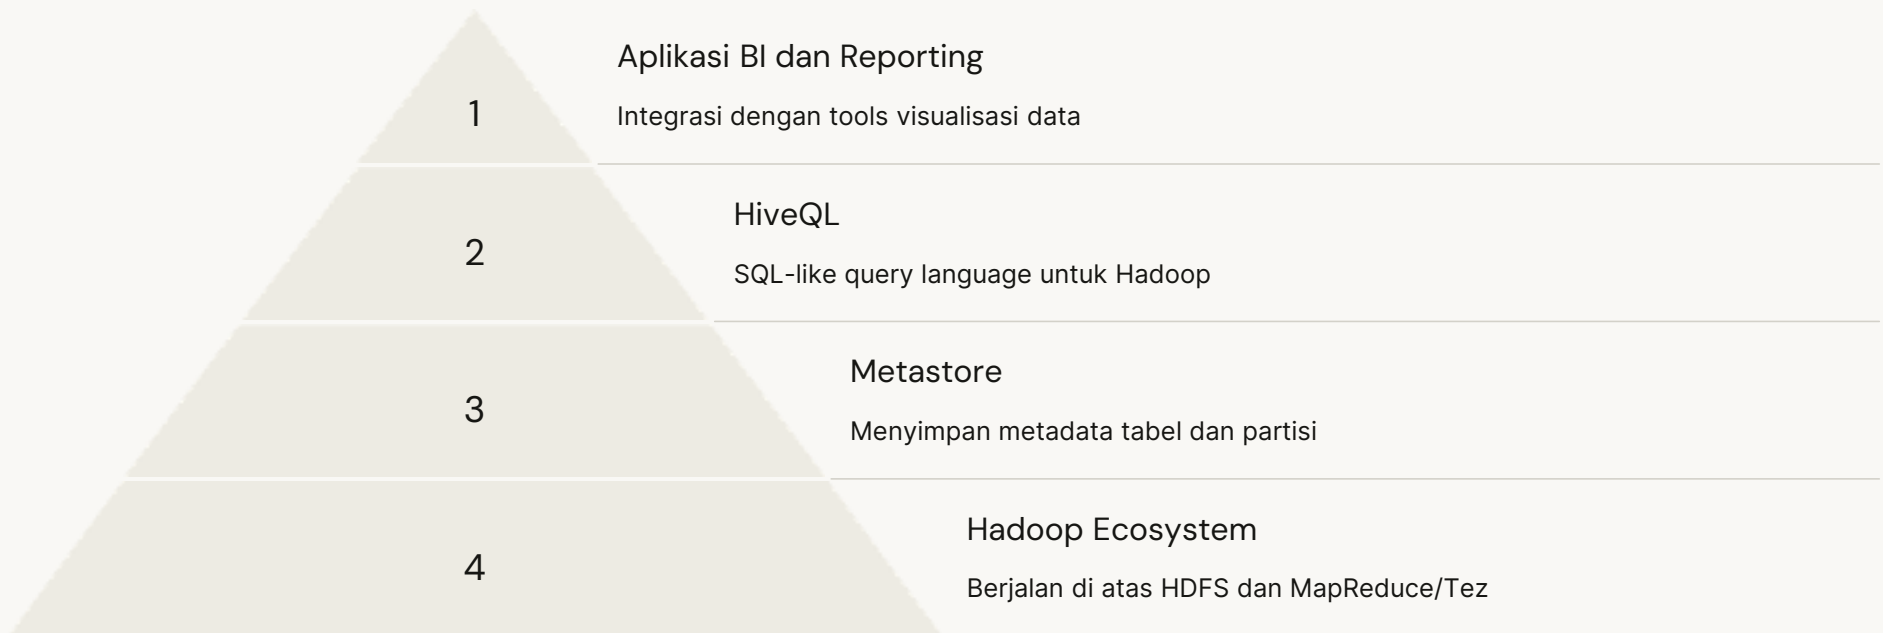 1
Aplikasi BI dan Reporting
Integrasi dengan tools visualisasi data
2
HiveQL
SQL-like query language untuk Hadoop
3
Metastore
Menyimpan metadata tabel dan partisi
4
Hadoop Ecosystem
Berjalan di atas HDFS dan MapReduce/Tez